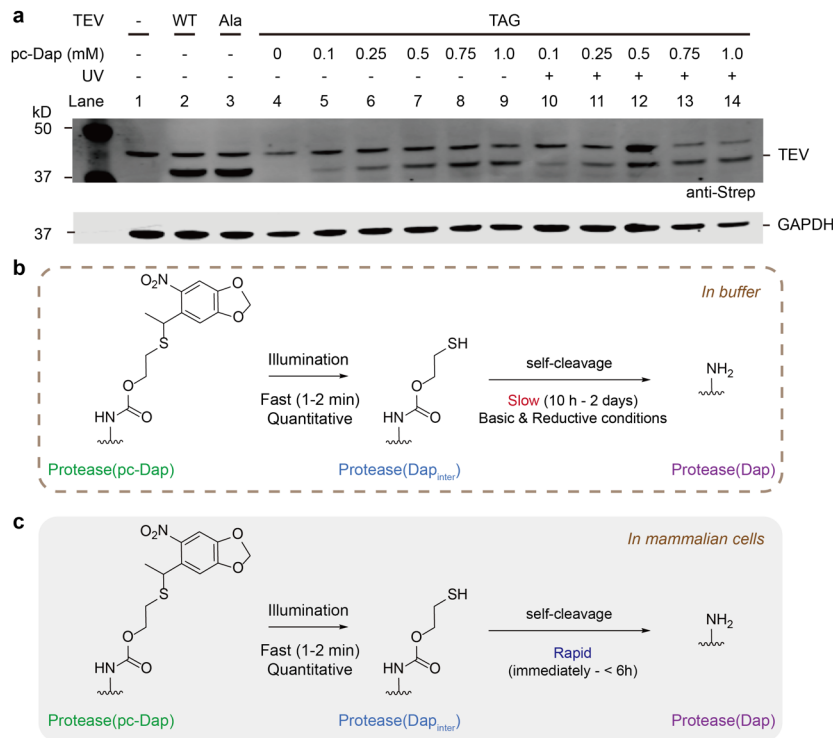 a
TEV - WT Ala TAG
pc-Dap (mM) - - - 0 0.1 0.25 0.5 0.75 1.0 0.1 0.25 0.5 0.75 1.0
UV - - - - - - - - - + + + + +
Lane 1 2 3 4 5 6 7 8 9 10 11 12 13 14
kD
50
37
TEV
anti-Strep
37
GAPDH
b
In buffer
O₂N
O
O
S
O
HN
O
Illumination
Fast (1-2 min)
Quantitative
SH
O
HN
O
self-cleavage
Slow (10 h - 2 days)
Basic & Reductive conditions
NH₂
Protease(pc-Dap)
Protease(Dapᵢₙₜₑᵣ)
Protease(Dap)
c
In mammalian cells
O₂N
O
O
S
O
HN
O
Illumination
Fast (1-2 min)
Quantitative
SH
O
HN
O
self-cleavage
Rapid
(immediately - < 6h)
NH₂
Protease(pc-Dap)
Protease(Dapᵢₙₜₑᵣ)
Protease(Dap)